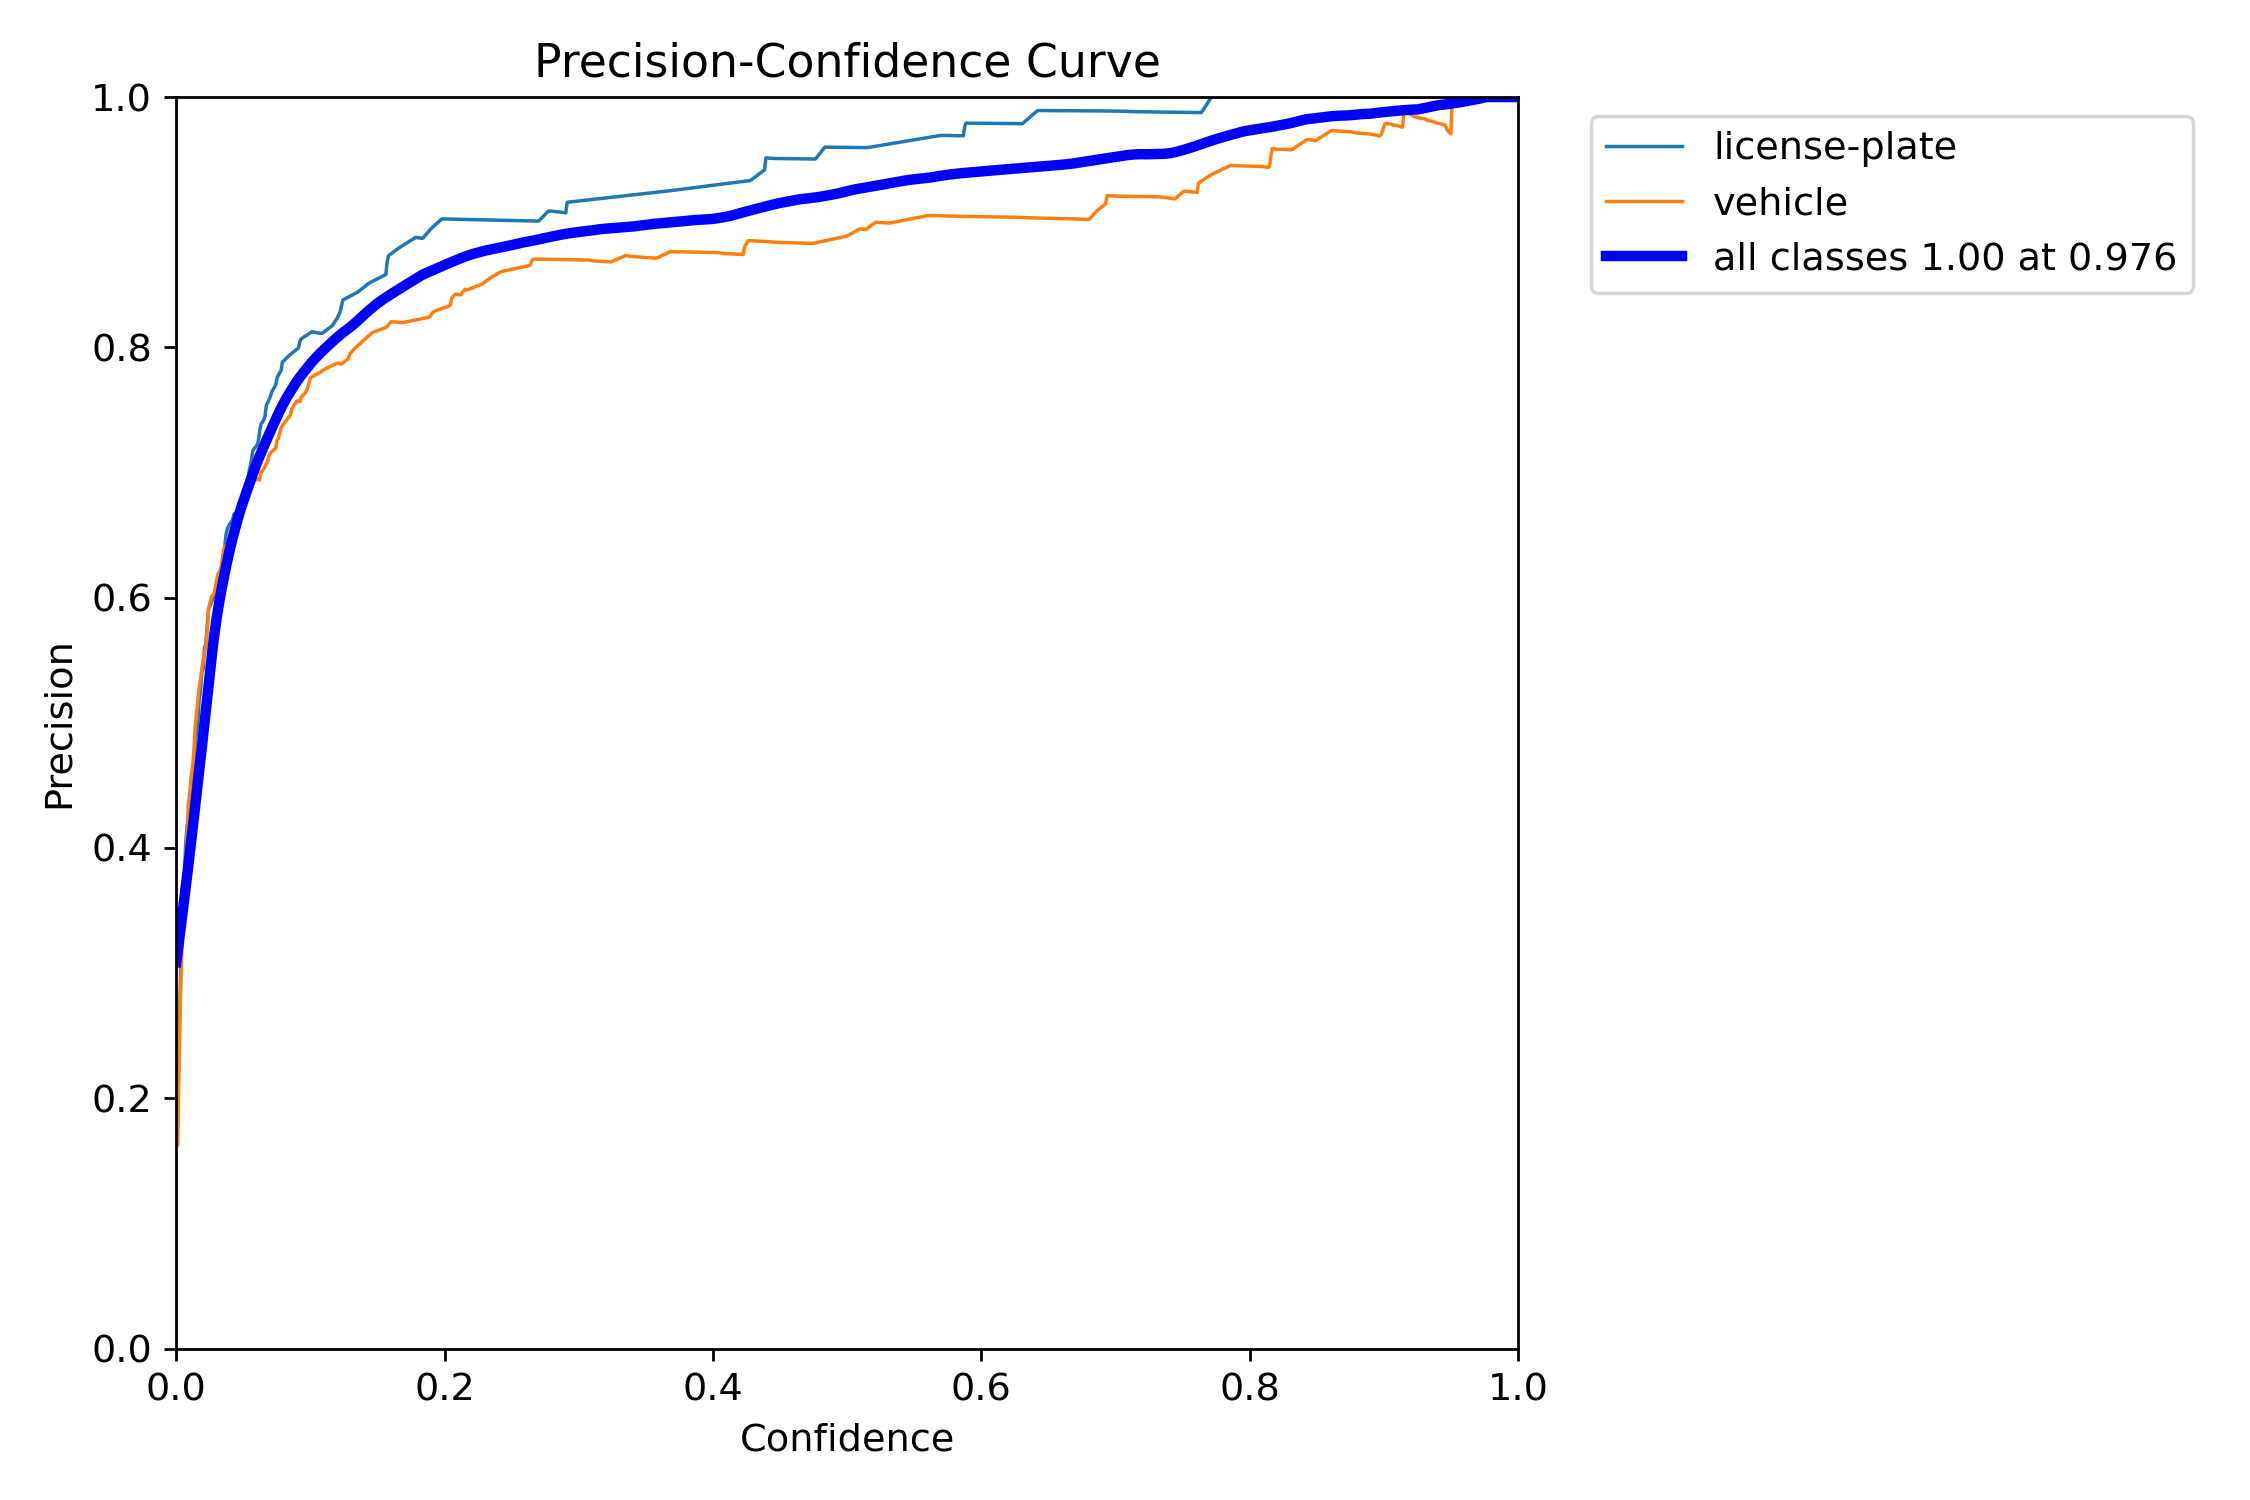 Precision-Confidence Curve
1.0
0.8
0.6
0.4
0.2
0.0
Precision
0.0 0.2 0.4 0.6 0.8 1.0
Confidence
license-plate
vehicle
all classes 1.00 at 0.976